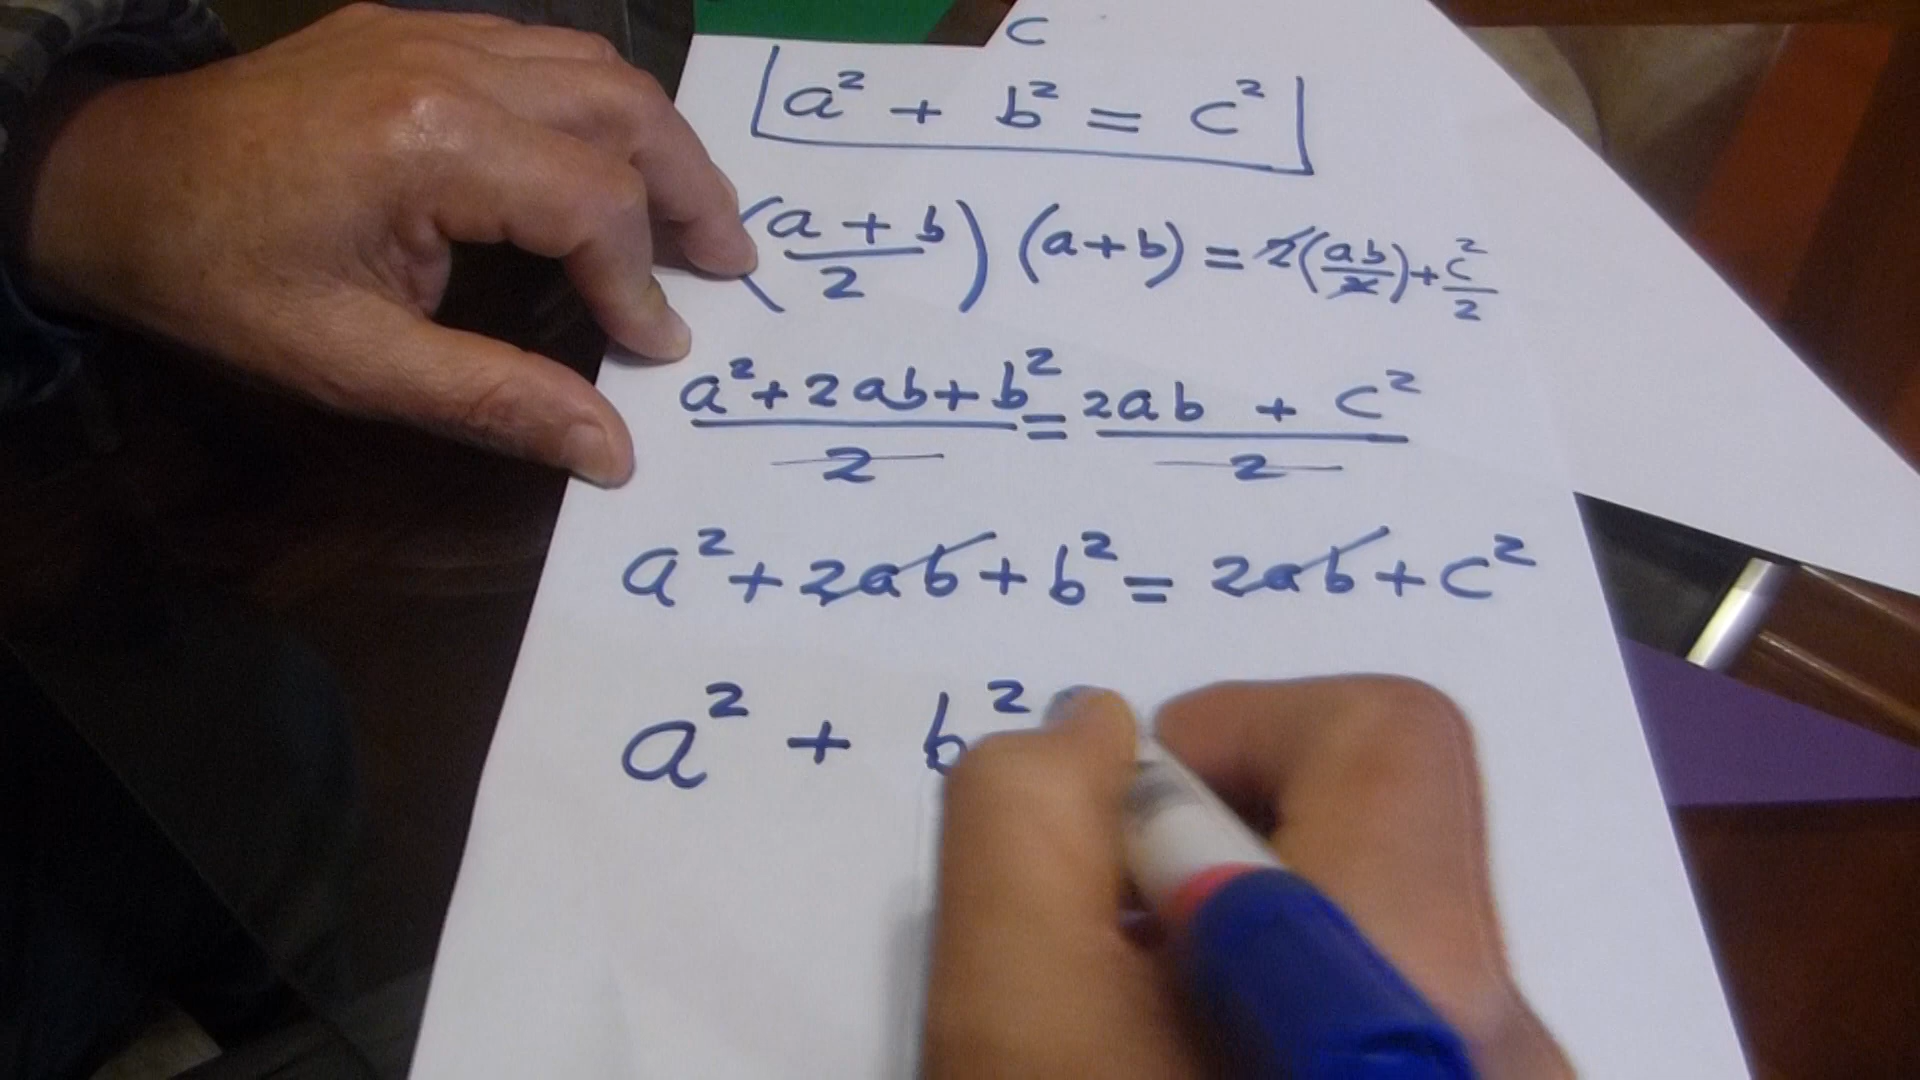 c
a² + b² = c²
(a + b / 2) (a + b) = 2(ab / 2) + c² / 2
a² + 2ab + b² / 2 = 2ab + c² / 2
a² + 2ab + b² = 2ab + c²
a² + b²